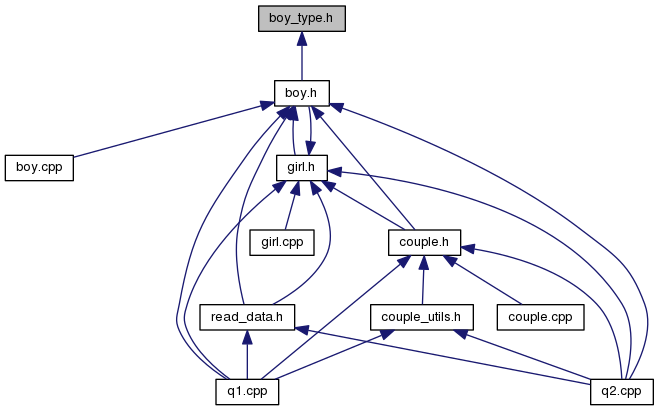 boy_type.h
boy.h
boy.cpp
girl.h
girl.cpp
couple.h
read_data.h
couple_utils.h
couple.cpp
q1.cpp
q2.cpp